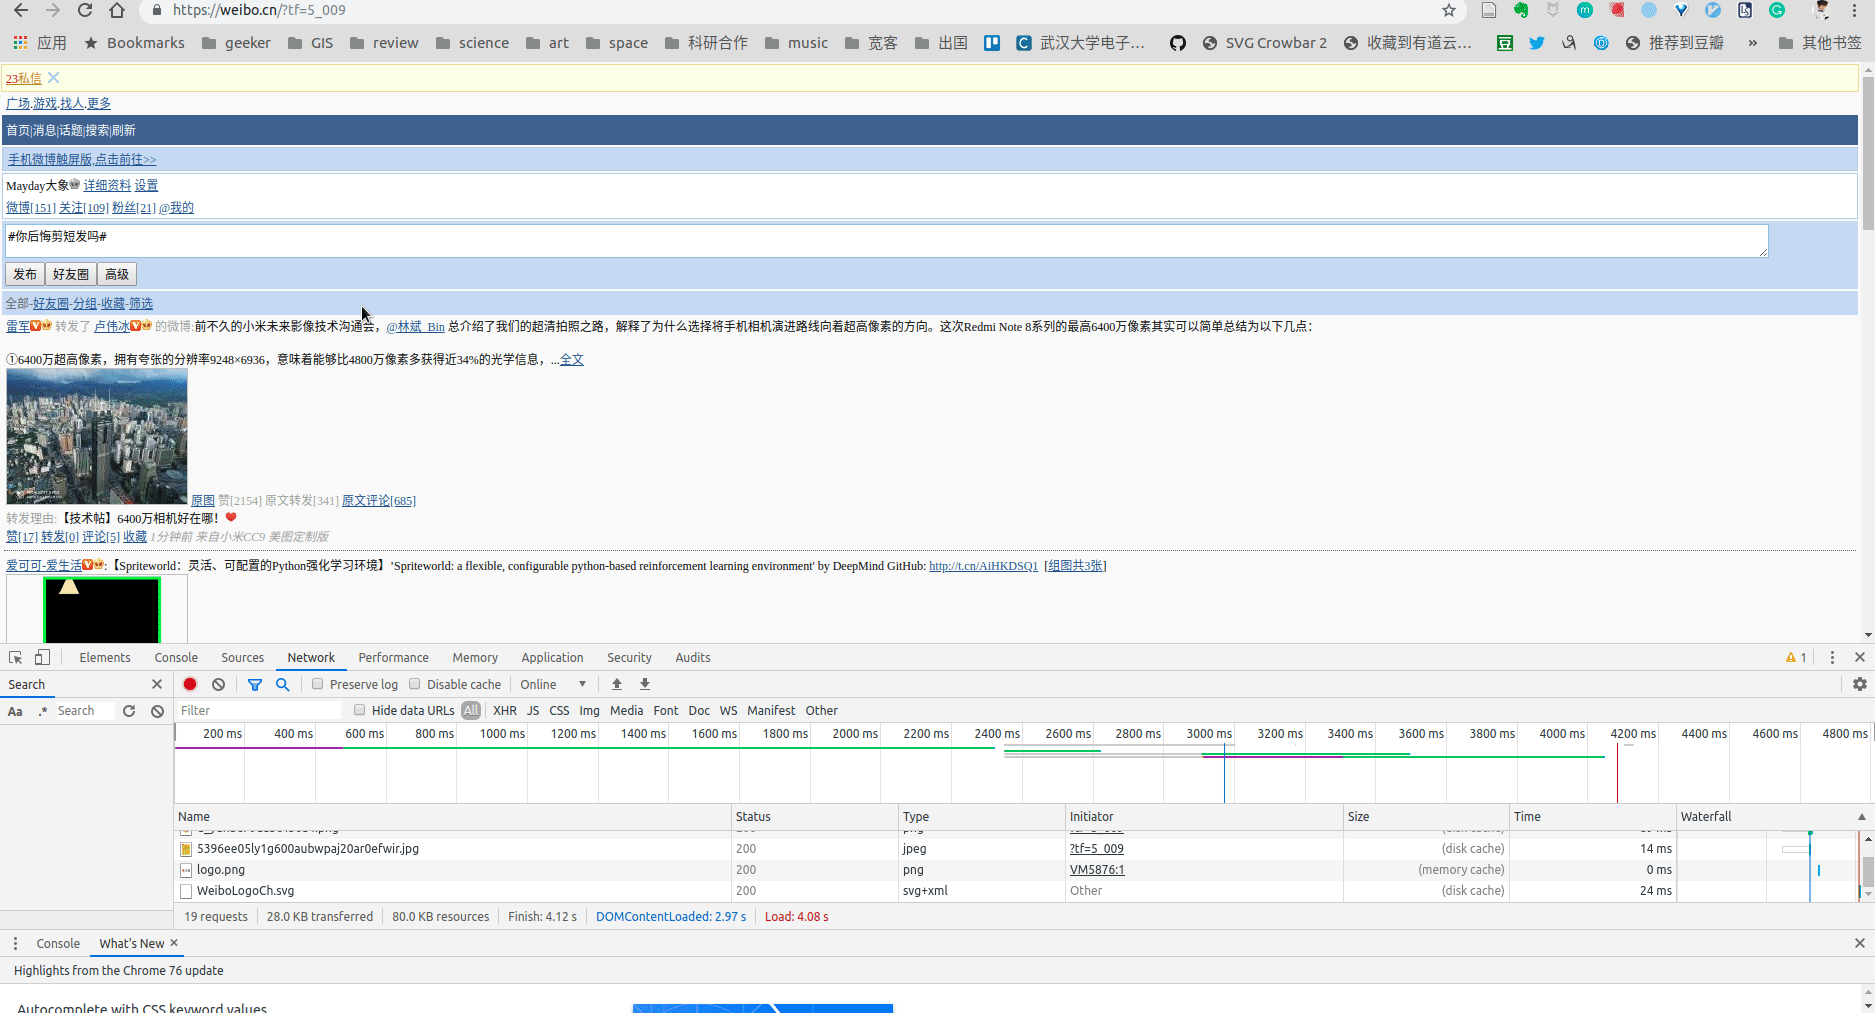 https://weibo.cn/?tf=5_009
应用 Bookmarks geeker GIS review science art space 科研合作 music 宽客 出国 武汉大学电子... SVG Crowbar 2 收藏到有道云... 推荐到豆瓣 » 其他书签
23私信
广场.游戏.找人.更多
首页|消息|话题|搜索|刷新
手机微博触屏版,点击前往>>
Mayday大象 详细资料 设置
微博[151] 关注[109] 粉丝[21] @我的
#你后悔剪短发吗#
发布 好友圈 高级
全部-好友圈-分组-收藏-筛选
雷军 转发了 卢伟冰 的微博:前不久的小米未来影像技术沟通会，@林斌_Bin 总介绍了我们的超清拍照之路，解释了为什么选择将手机相机演进路线向着超高像素的方向。这次Redmi Note 8系列的最高6400万像素其实可以简单总结为以下几点：
①6400万超高像素，拥有夸张的分辨率9248×6936，意味着能够比4800万像素多获得近34%的光学信息，...全文
原图 赞[2154] 原文转发[341] 原文评论[685]
转发理由:【技术帖】6400万相机好在哪！
赞[17] 转发[0] 评论[5] 收藏 1分钟前 来自小米CC9 美图定制版
爱可可-爱生活:【Spriteworld：灵活、可配置的Python强化学习环境】'Spriteworld: a flexible, configurable python-based reinforcement learning environment' by DeepMind GitHub: http://t.cn/AiHKDSQ1 [组图共3张]
Elements Console Sources Network Performance Memory Application Security Audits 1
Search Preserve log Disable cache Online
Aa .* Search Filter Hide data URLs All XHR JS CSS Img Media Font Doc WS Manifest Other
200 ms 400 ms 600 ms 800 ms 1000 ms 1200 ms 1400 ms 1600 ms 1800 ms 2000 ms 2200 ms 2400 ms 2600 ms 2800 ms 3000 ms 3200 ms 3400 ms 3600 ms 3800 ms 4000 ms 4200 ms 4400 ms 4600 ms 4800 ms
Name Status Type Initiator Size Time Waterfall
5396ee05ly1g600aubwpaj20ar0efwir.jpg 200 jpeg ?tf=5_009 (disk cache) 14 ms
logo.png 200 png VM5876:1 (memory cache) 0 ms
WeiboLogoCh.svg 200 svg+xml Other (disk cache) 24 ms
19 requests 28.0 KB transferred 80.0 KB resources Finish: 4.12 s DOMContentLoaded: 2.97 s Load: 4.08 s
Console What's New
Highlights from the Chrome 76 update
Autocomplete with CSS keyword values